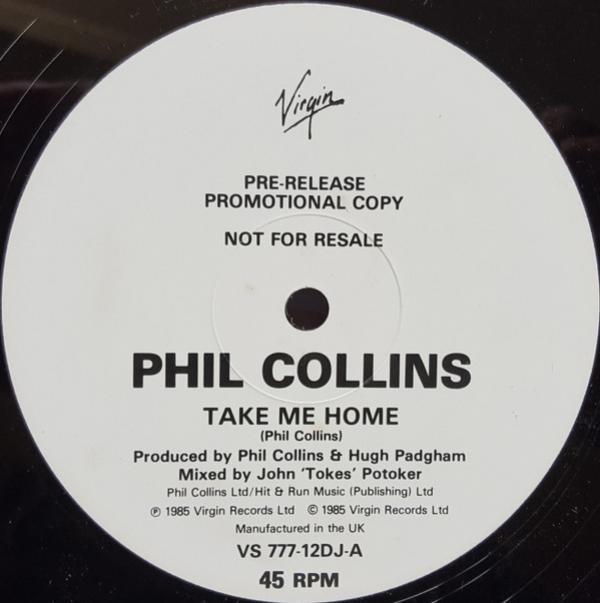 Virgin
PRE-RELEASE
PROMOTIONAL COPY
NOT FOR RESALE
PHIL COLLINS
TAKE ME HOME
(Phil Collins)
Produced by Phil Collins & Hugh Padgham
Mixed by John 'Tokes' Potoker
Phil Collins Ltd/Hit & Run Music (Publishing) Ltd
℗ 1985 Virgin Records Ltd © 1985 Virgin Records Ltd
Manufactured in the UK
VS 777-12DJ-A
45 RPM